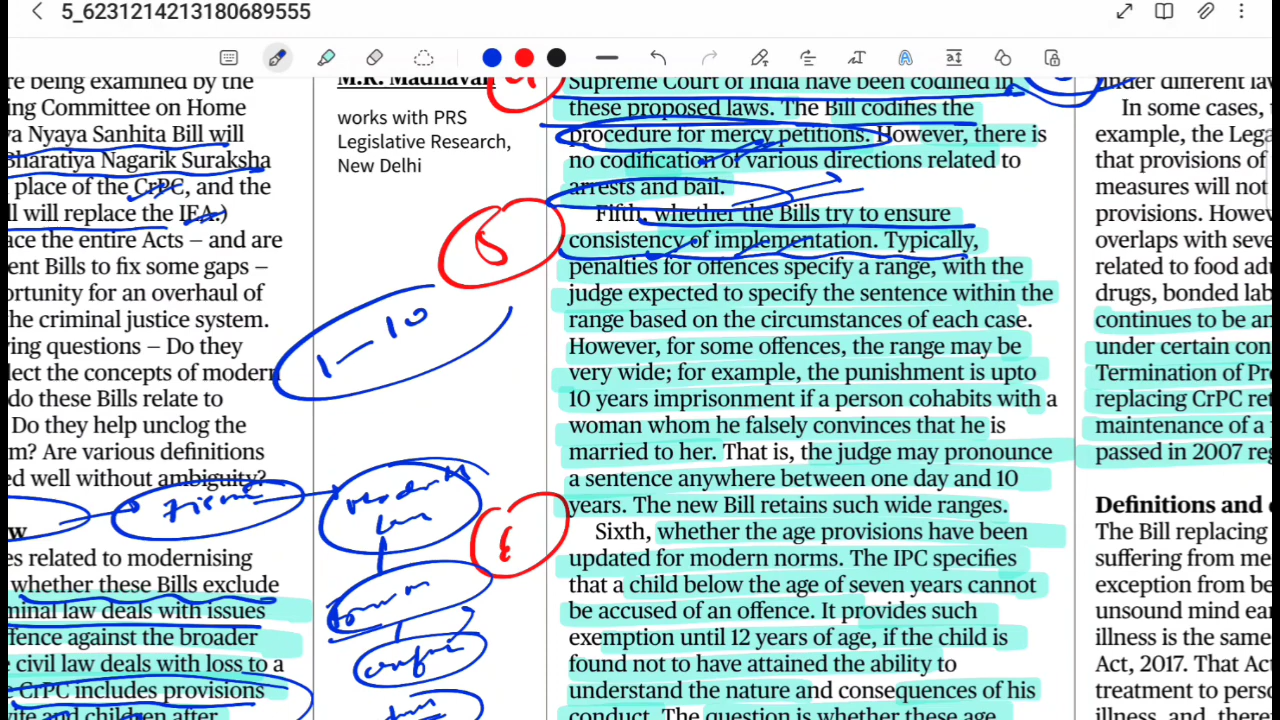 5_6231214213180689555
re being examined by the
ing Committee on Home
ya Nyaya Sanhita Bill will
Bharatiya Nagarik Suraksha
place of the CrPC, and the
ll will replace the IEA.)
ace the entire Acts – and are
ent Bills to fix some gaps –
ortunity for an overhaul of
he criminal justice system.
ying questions – Do they
lect the concepts of modern
do these Bills relate to
Do they help unclog the
m? Are various definitions
ed well without ambiguity?
w
es related to modernising
whether these Bills exclude
minal law deals with issues
ffence against the broader
e civil law deals with loss to a
e CrPC includes provisions
wife and children after
M.R. Madhavan
works with PRS
Legislative Research,
New Delhi
5
1 – 10
6
Supreme Court of India have been codified in
these proposed laws. The Bill codifies the
procedure for mercy petitions. However, there is
no codification of various directions related to
arrests and bail.
Fifth, whether the Bills try to ensure
consistency of implementation. Typically,
penalties for offences specify a range, with the
judge expected to specify the sentence within the
range based on the circumstances of each case.
However, for some offences, the range may be
very wide; for example, the punishment is upto
10 years imprisonment if a person cohabits with a
woman whom he falsely convinces that he is
married to her. That is, the judge may pronounce
a sentence anywhere between one day and 10
years. The new Bill retains such wide ranges.
Sixth, whether the age provisions have been
updated for modern norms. The IPC specifies
that a child below the age of seven years cannot
be accused of an offence. It provides such
exemption until 12 years of age, if the child is
found not to have attained the ability to
understand the nature and consequences of his
conduct. The question is whether these age
under different la
In some cases,
example, the Lega
that provisions of
measures will not
provisions. Howev
overlaps with seve
related to food adu
drugs, bonded lab
continues to be an
under certain con
Termination of Pre
replacing CrPC ret
maintenance of a
passed in 2007 reg
Definitions and
The Bill replacing
suffering from me
exception from be
unsound mind ear
illness is the same
Act, 2017. That Act
treatment to perso
illness, and there